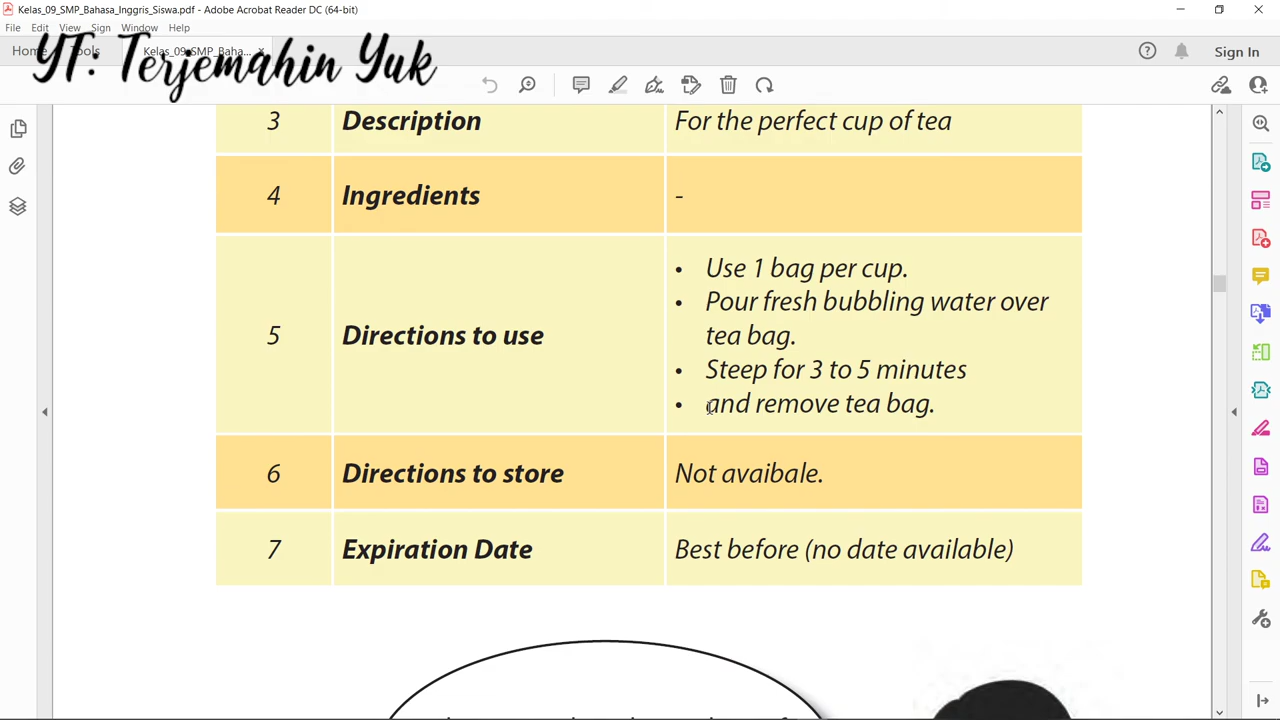 Kelas_09_SMP_Bahasa_Inggris_Siswa.pdf - Adobe Acrobat Reader DC (64-bit)
File Edit View Sign Window Help
Home Tools Kelas_09_SMP_Baha... × Sign In
YT: Terjemahin Yuk
3 Description For the perfect cup of tea
4 Ingredients -
5 Directions to use
• Use 1 bag per cup.
• Pour fresh bubbling water over
tea bag.
• Steep for 3 to 5 minutes
• and remove tea bag.
6 Directions to store Not avaibale.
7 Expiration Date Best before (no date available)